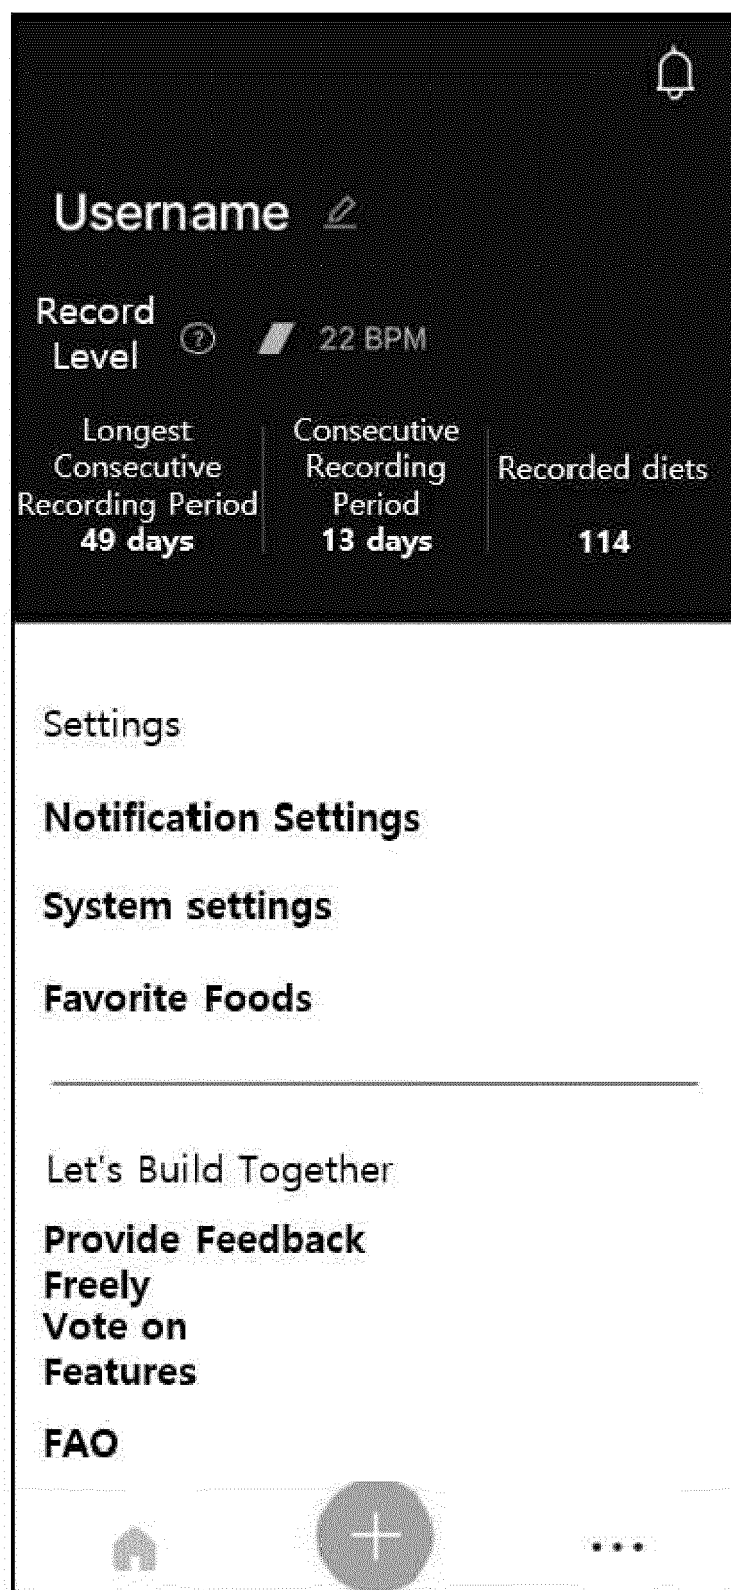 Username
Record
Level
22 BPM
Longest
Consecutive
Recording Period
49 days
Consecutive
Recording
Period
13 days
Recorded diets
114
Settings
Notification Settings
System settings
Favorite Foods
Let's Build Together
Provide Feedback
Freely
Vote on
Features
FAO